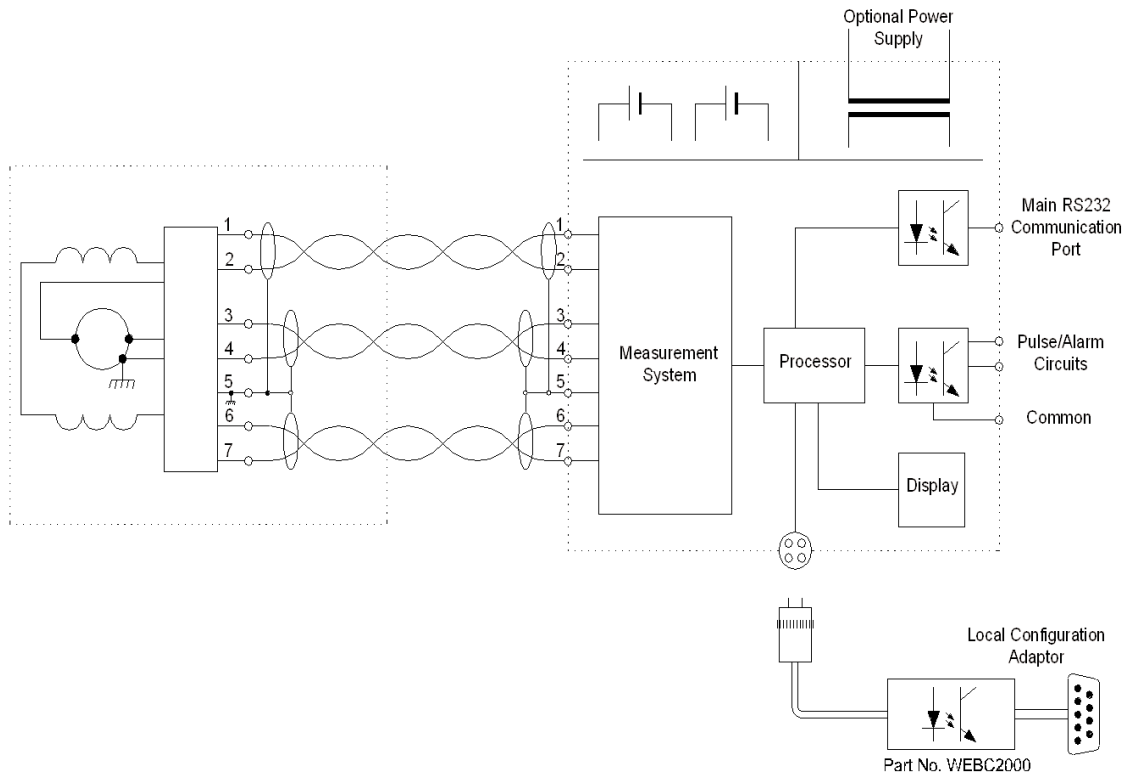 Optional Power
Supply
1
2
3
4
5
6
7
1
2
3
4
5
6
7
Measurement
System
Processor
Display
Main RS232
Communication
Port
Pulse/Alarm
Circuits
Common
Local Configuration
Adaptor
Part No. WEBC2000